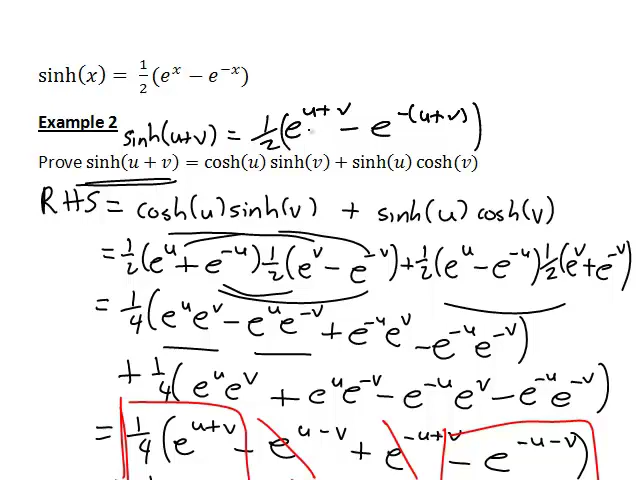 sinh(x) = 1/2 (e^x − e^−x)
Example 2
sinh(u+v) = 1/2 (e^u+v − e^−(u+v))
Prove sinh(u + v) = cosh(u) sinh(v) + sinh(u) cosh(v)
RHS = cosh(u)sinh(v) + sinh(u) cosh(v)
= 1/2 (e^u + e^−u) 1/2 (e^v − e^−v) + 1/2 (e^u − e^−u) 1/2 (e^v + e^−v)
= 1/4 (e^u e^v − e^u e^−v + e^−u e^v − e^−u e^−v)
+ 1/4 (e^u e^v + e^u e^−v − e^−u e^v − e^−u e^−v)
= 1/4 (e^u+v − e^u−v + e^−u+v − e^−u−v)